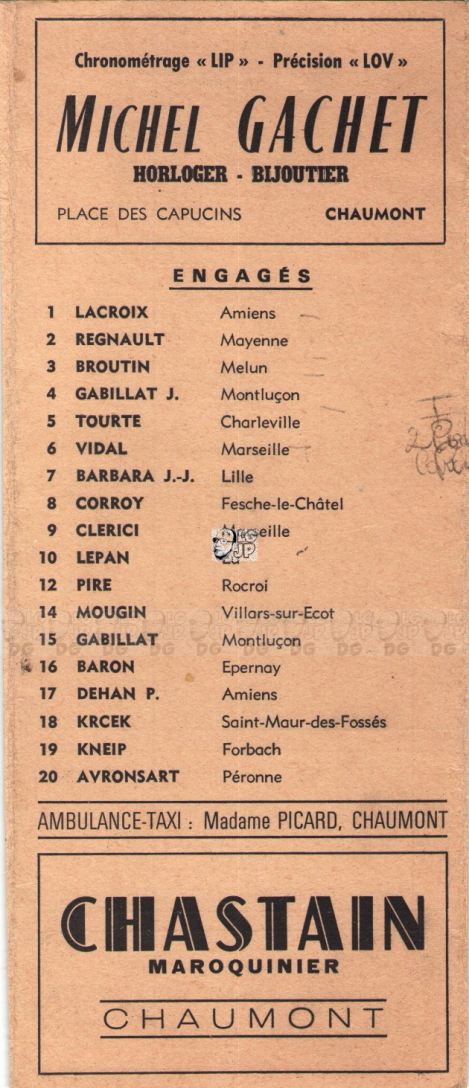 Chronométrage « LIP » - Précision « LOV »
MICHEL GACHET
HORLOGER - BIJOUTIER
PLACE DES CAPUCINS CHAUMONT
ENGAGÉS
1 LACROIX Amiens
2 REGNAULT Mayenne
3 BROUTIN Melun
4 GABILLAT J. Montluçon
5 TOURTE Charleville
6 VIDAL Marseille
7 BARBARA J.-J. Lille
8 CORROY Fesche-le-Châtel
9 CLERICI Marseille
10 LEPAN
12 PIRE Rocroi
14 MOUGIN Villars-sur-Ecot
15 GABILLAT Montluçon
16 BARON Epernay
17 DEHAN P. Amiens
18 KRCEK Saint-Maur-des-Fossés
19 KNEIP Forbach
20 AVRONSART Péronne
AMBULANCE-TAXI : Madame PICARD, CHAUMONT
CHASTAIN
MAROQUINIER
CHAUMONT